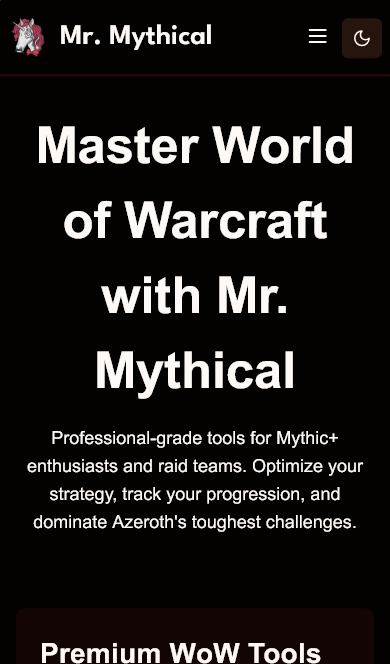 Mr. Mythical
Master World
of Warcraft
with Mr.
Mythical
Professional-grade tools for Mythic+
enthusiasts and raid teams. Optimize your
strategy, track your progression, and
dominate Azeroth's toughest challenges.
Premium WoW Tools